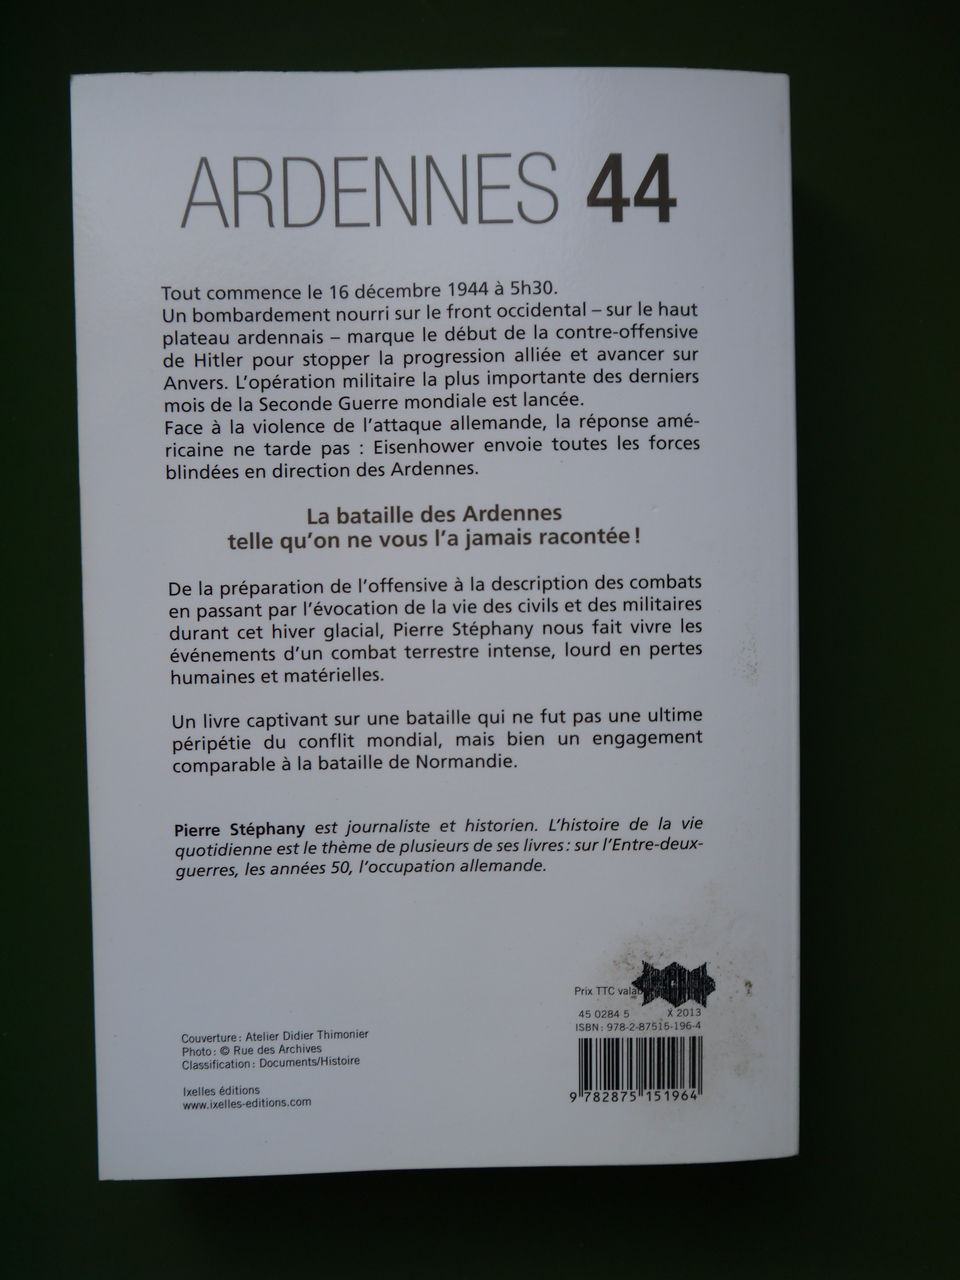 ARDENNES 44
Tout commence le 16 décembre 1944 à 5h30.
Un bombardement nourri sur le front occidental – sur le haut
plateau ardennais – marque le début de la contre-offensive
de Hitler pour stopper la progression alliée et avancer sur
Anvers. L'opération militaire la plus importante des derniers
mois de la Seconde Guerre mondiale est lancée.
Face à la violence de l'attaque allemande, la réponse amé-
ricaine ne tarde pas : Eisenhower envoie toutes les forces
blindées en direction des Ardennes.
La bataille des Ardennes
telle qu'on ne vous l'a jamais racontée !
De la préparation de l'offensive à la description des combats
en passant par l'évocation de la vie des civils et des militaires
durant cet hiver glacial, Pierre Stéphany nous fait vivre les
événements d'un combat terrestre intense, lourd en pertes
humaines et matérielles.
Un livre captivant sur une bataille qui ne fut pas une ultime
péripétie du conflit mondial, mais bien un engagement
comparable à la bataille de Normandie.
Pierre Stéphany est journaliste et historien. L'histoire de la vie
quotidienne est le thème de plusieurs de ses livres : sur l'Entre-deux-
guerres, les années 50, l'occupation allemande.
Couverture : Atelier Didier Thimonier
Photo : © Rue des Archives
Classification : Documents/Histoire
Ixelles éditions
www.ixelles-editions.com
Prix TTC
45 0284 5 X 2013
ISBN : 978-2-87515-196-4
9 782875 151964